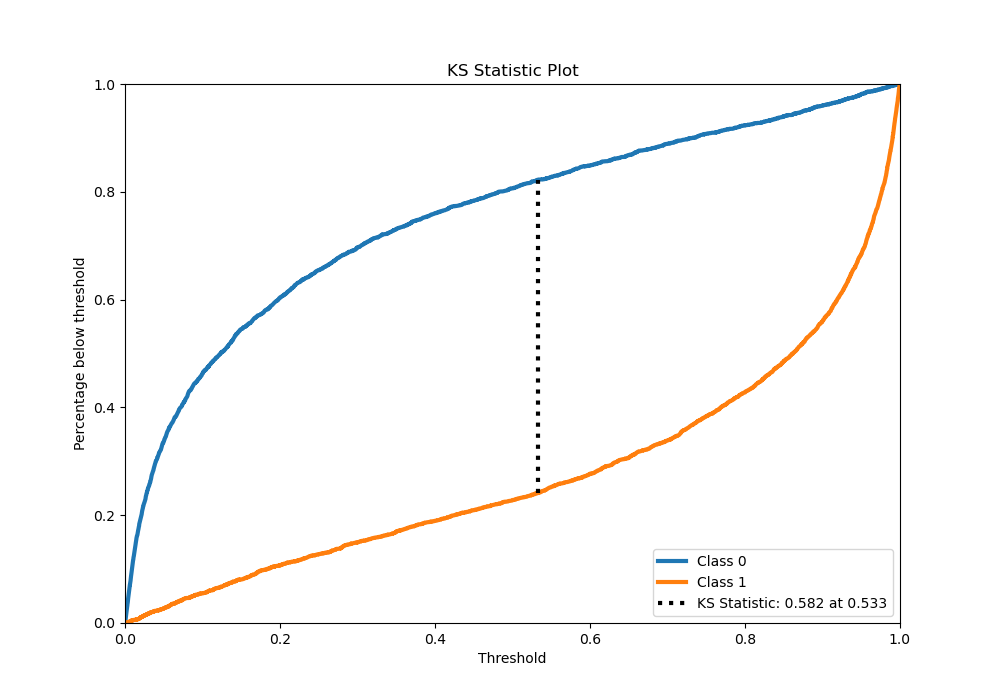 KS Statistic Plot
1.0
0.8
0.6
0.4
0.2
0.0
Percentage below threshold
0.0 0.2 0.4 0.6 0.8 1.0
Threshold
Class 0
Class 1
KS Statistic: 0.582 at 0.533